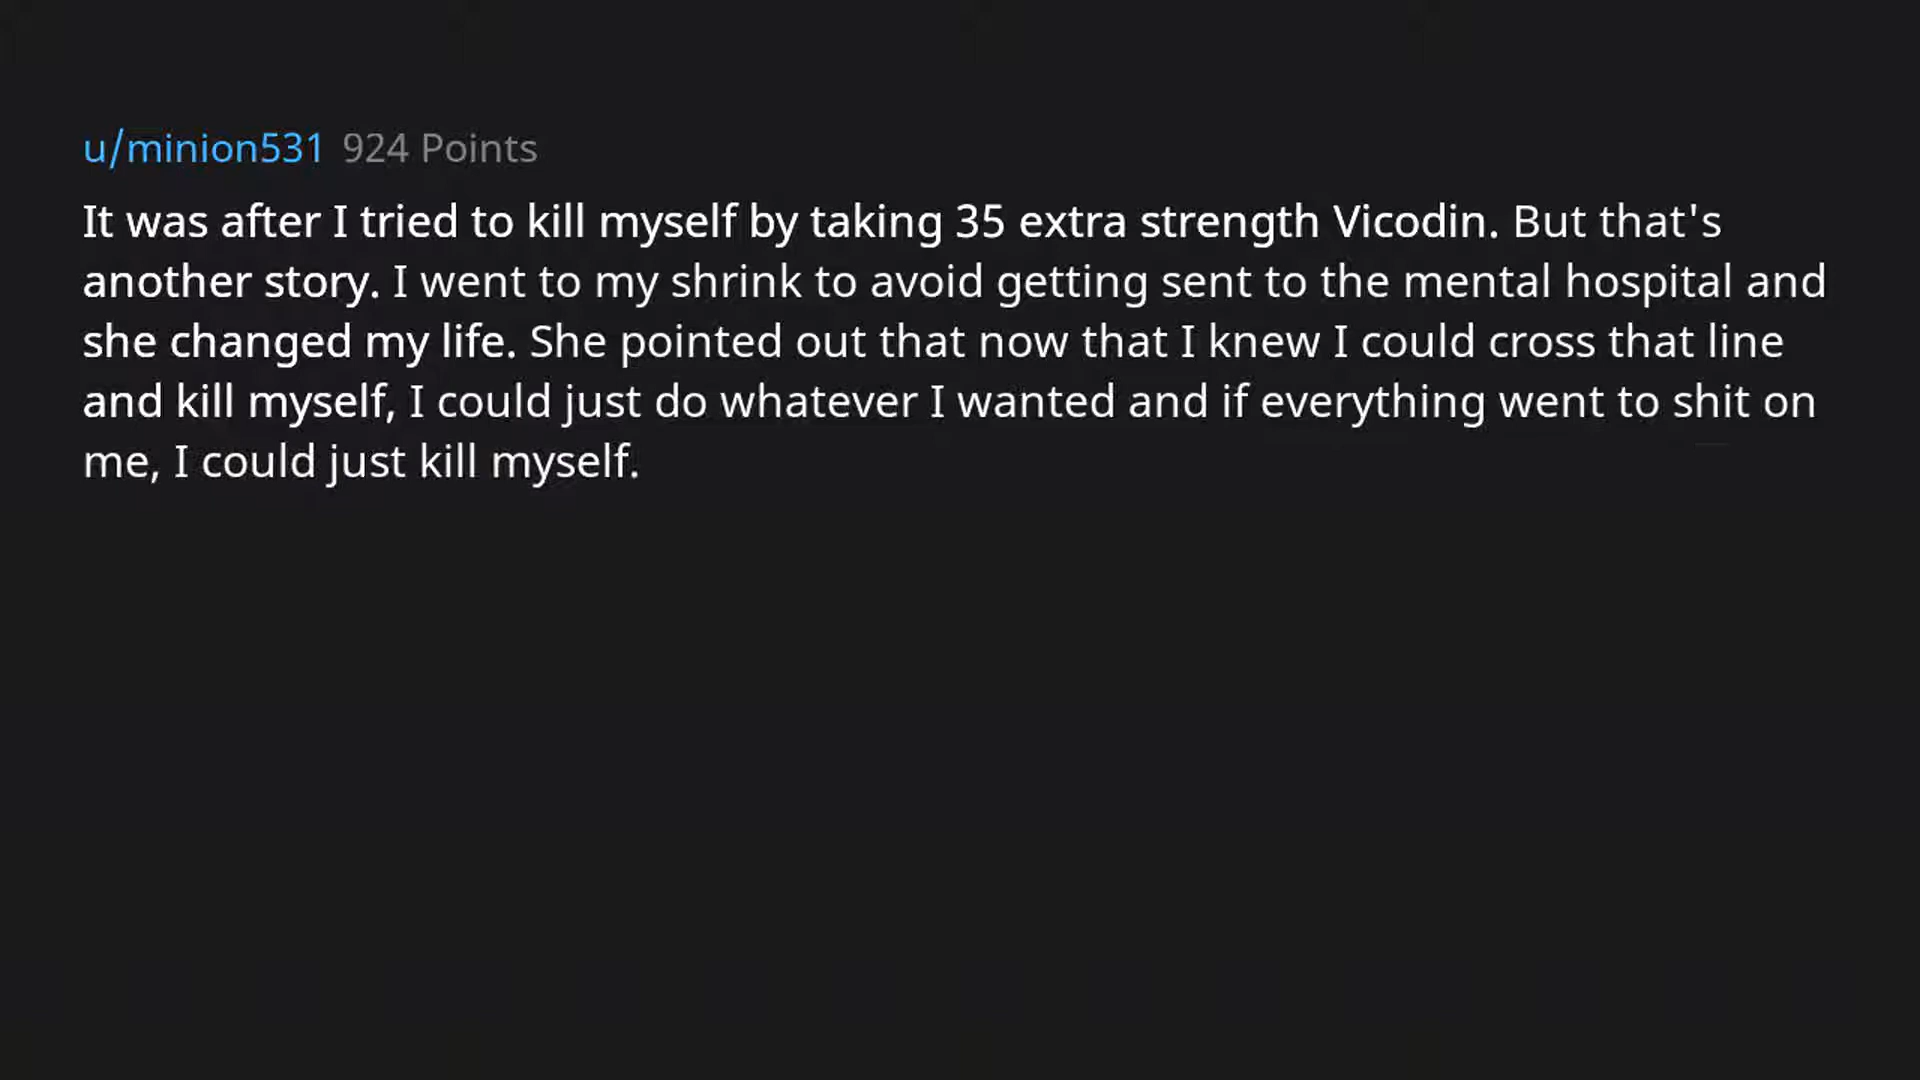 u/minion531 924 Points
It was after I tried to kill myself by taking 35 extra strength Vicodin. But that's
another story. I went to my shrink to avoid getting sent to the mental hospital and
she changed my life. She pointed out that now that I knew I could cross that line
and kill myself, I could just do whatever I wanted and if everything went to shit on
me, I could just kill myself.